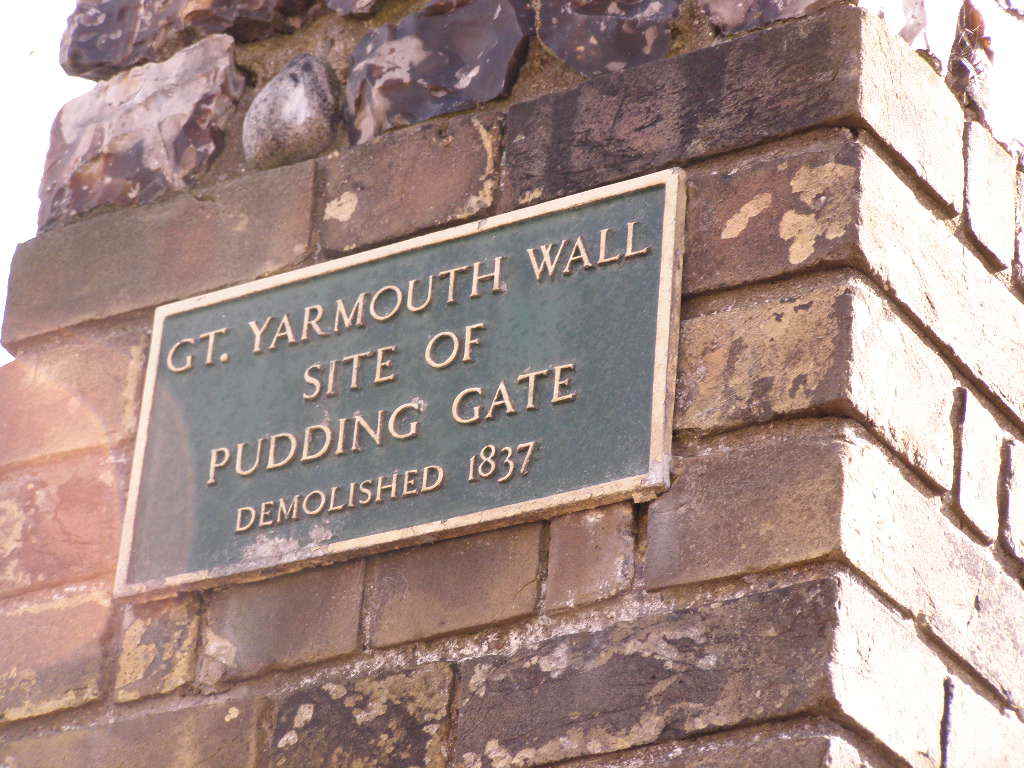 GT. YARMOUTH WALL
SITE OF
PUDDING GATE
DEMOLISHED 1837